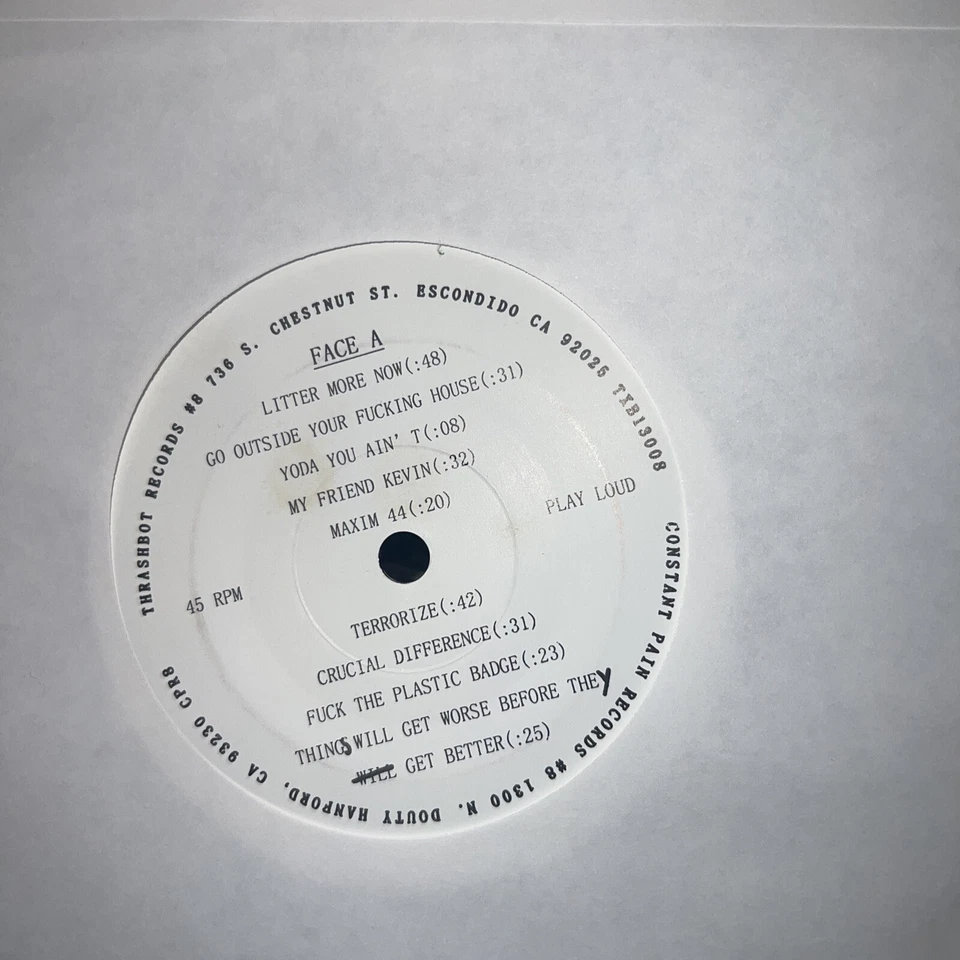 THRASHBOT RECORDS #8 736 S. CHESTNUT ST. ESCONDIDO CA 92025 TXB13008
FACE A
LITTER MORE NOW(:48)
GO OUTSIDE YOUR FUCKING HOUSE(:31)
YODA YOU AIN' T(:08)
MY FRIEND KEVIN(:32)
MAXIM 44(:20)
PLAY LOUD
45 RPM
TERRORIZE(:42)
CRUCIAL DIFFERENCE(:31)
FUCK THE PLASTIC BADGE(:23)
THINGS WILL GET WORSE BEFORE THEY
WILL GET BETTER(:25)
CONSTANT PAIN RECORDS #8 1300 N. DOUTY HANFORD, CA 93230 CPR8